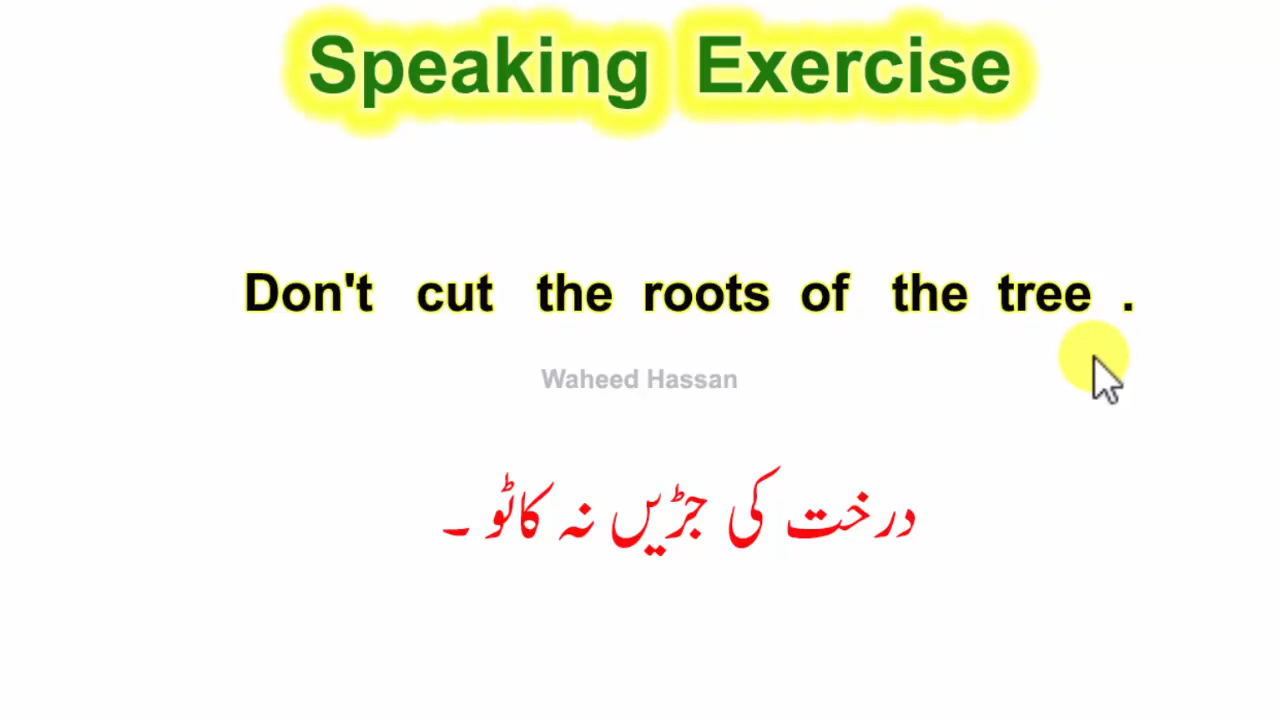 Speaking Exercise
Don't cut the roots of the tree .
Waheed Hassan
درخت کی جڑیں نہ کاٹو ۔